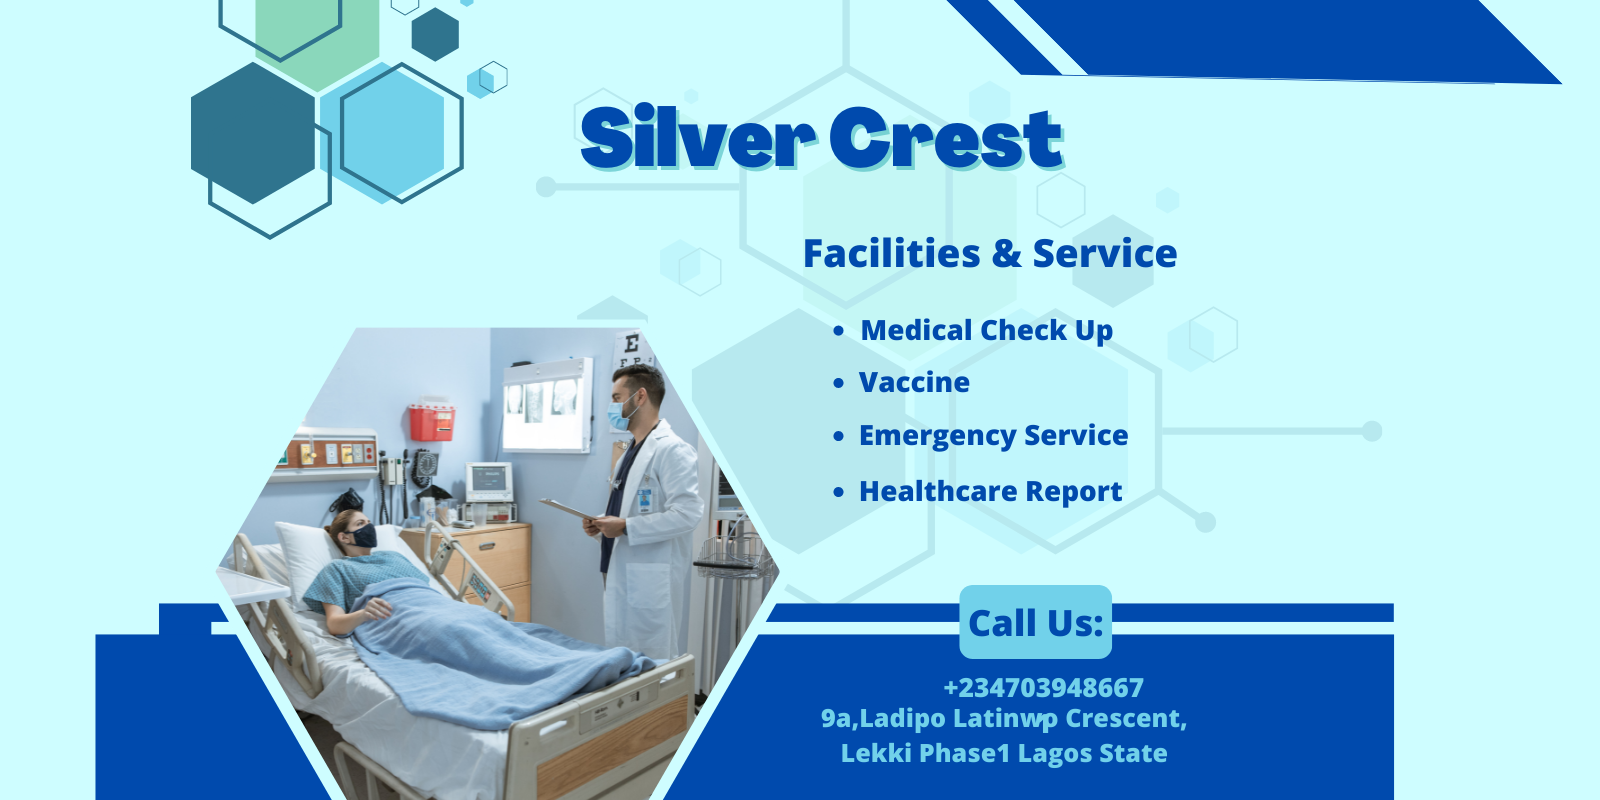 Silver Crest
Facilities & Service
• Medical Check Up
• Vaccine
• Emergency Service
• Healthcare Report
Call Us:
+234703948667
9a,Ladipo Latinwp Crescent,
Lekki Phase1 Lagos State
E